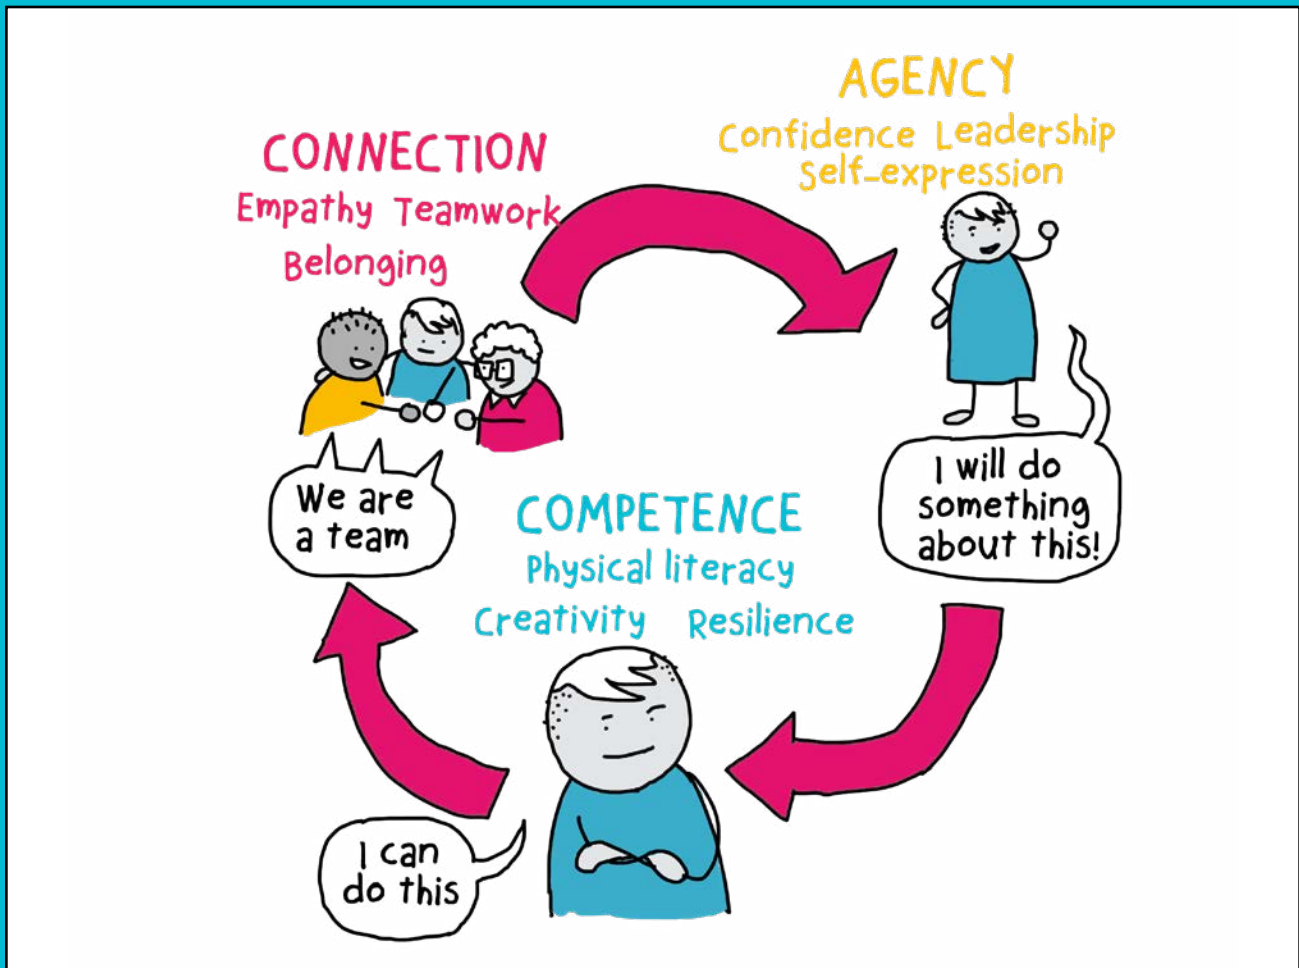 CONNECTION
Empathy Teamwork
Belonging
We are
a team
AGENCY
Confidence Leadership
Self-expression
I will do
something
about this!
COMPETENCE
Physical literacy
Creativity Resilience
I can
do this